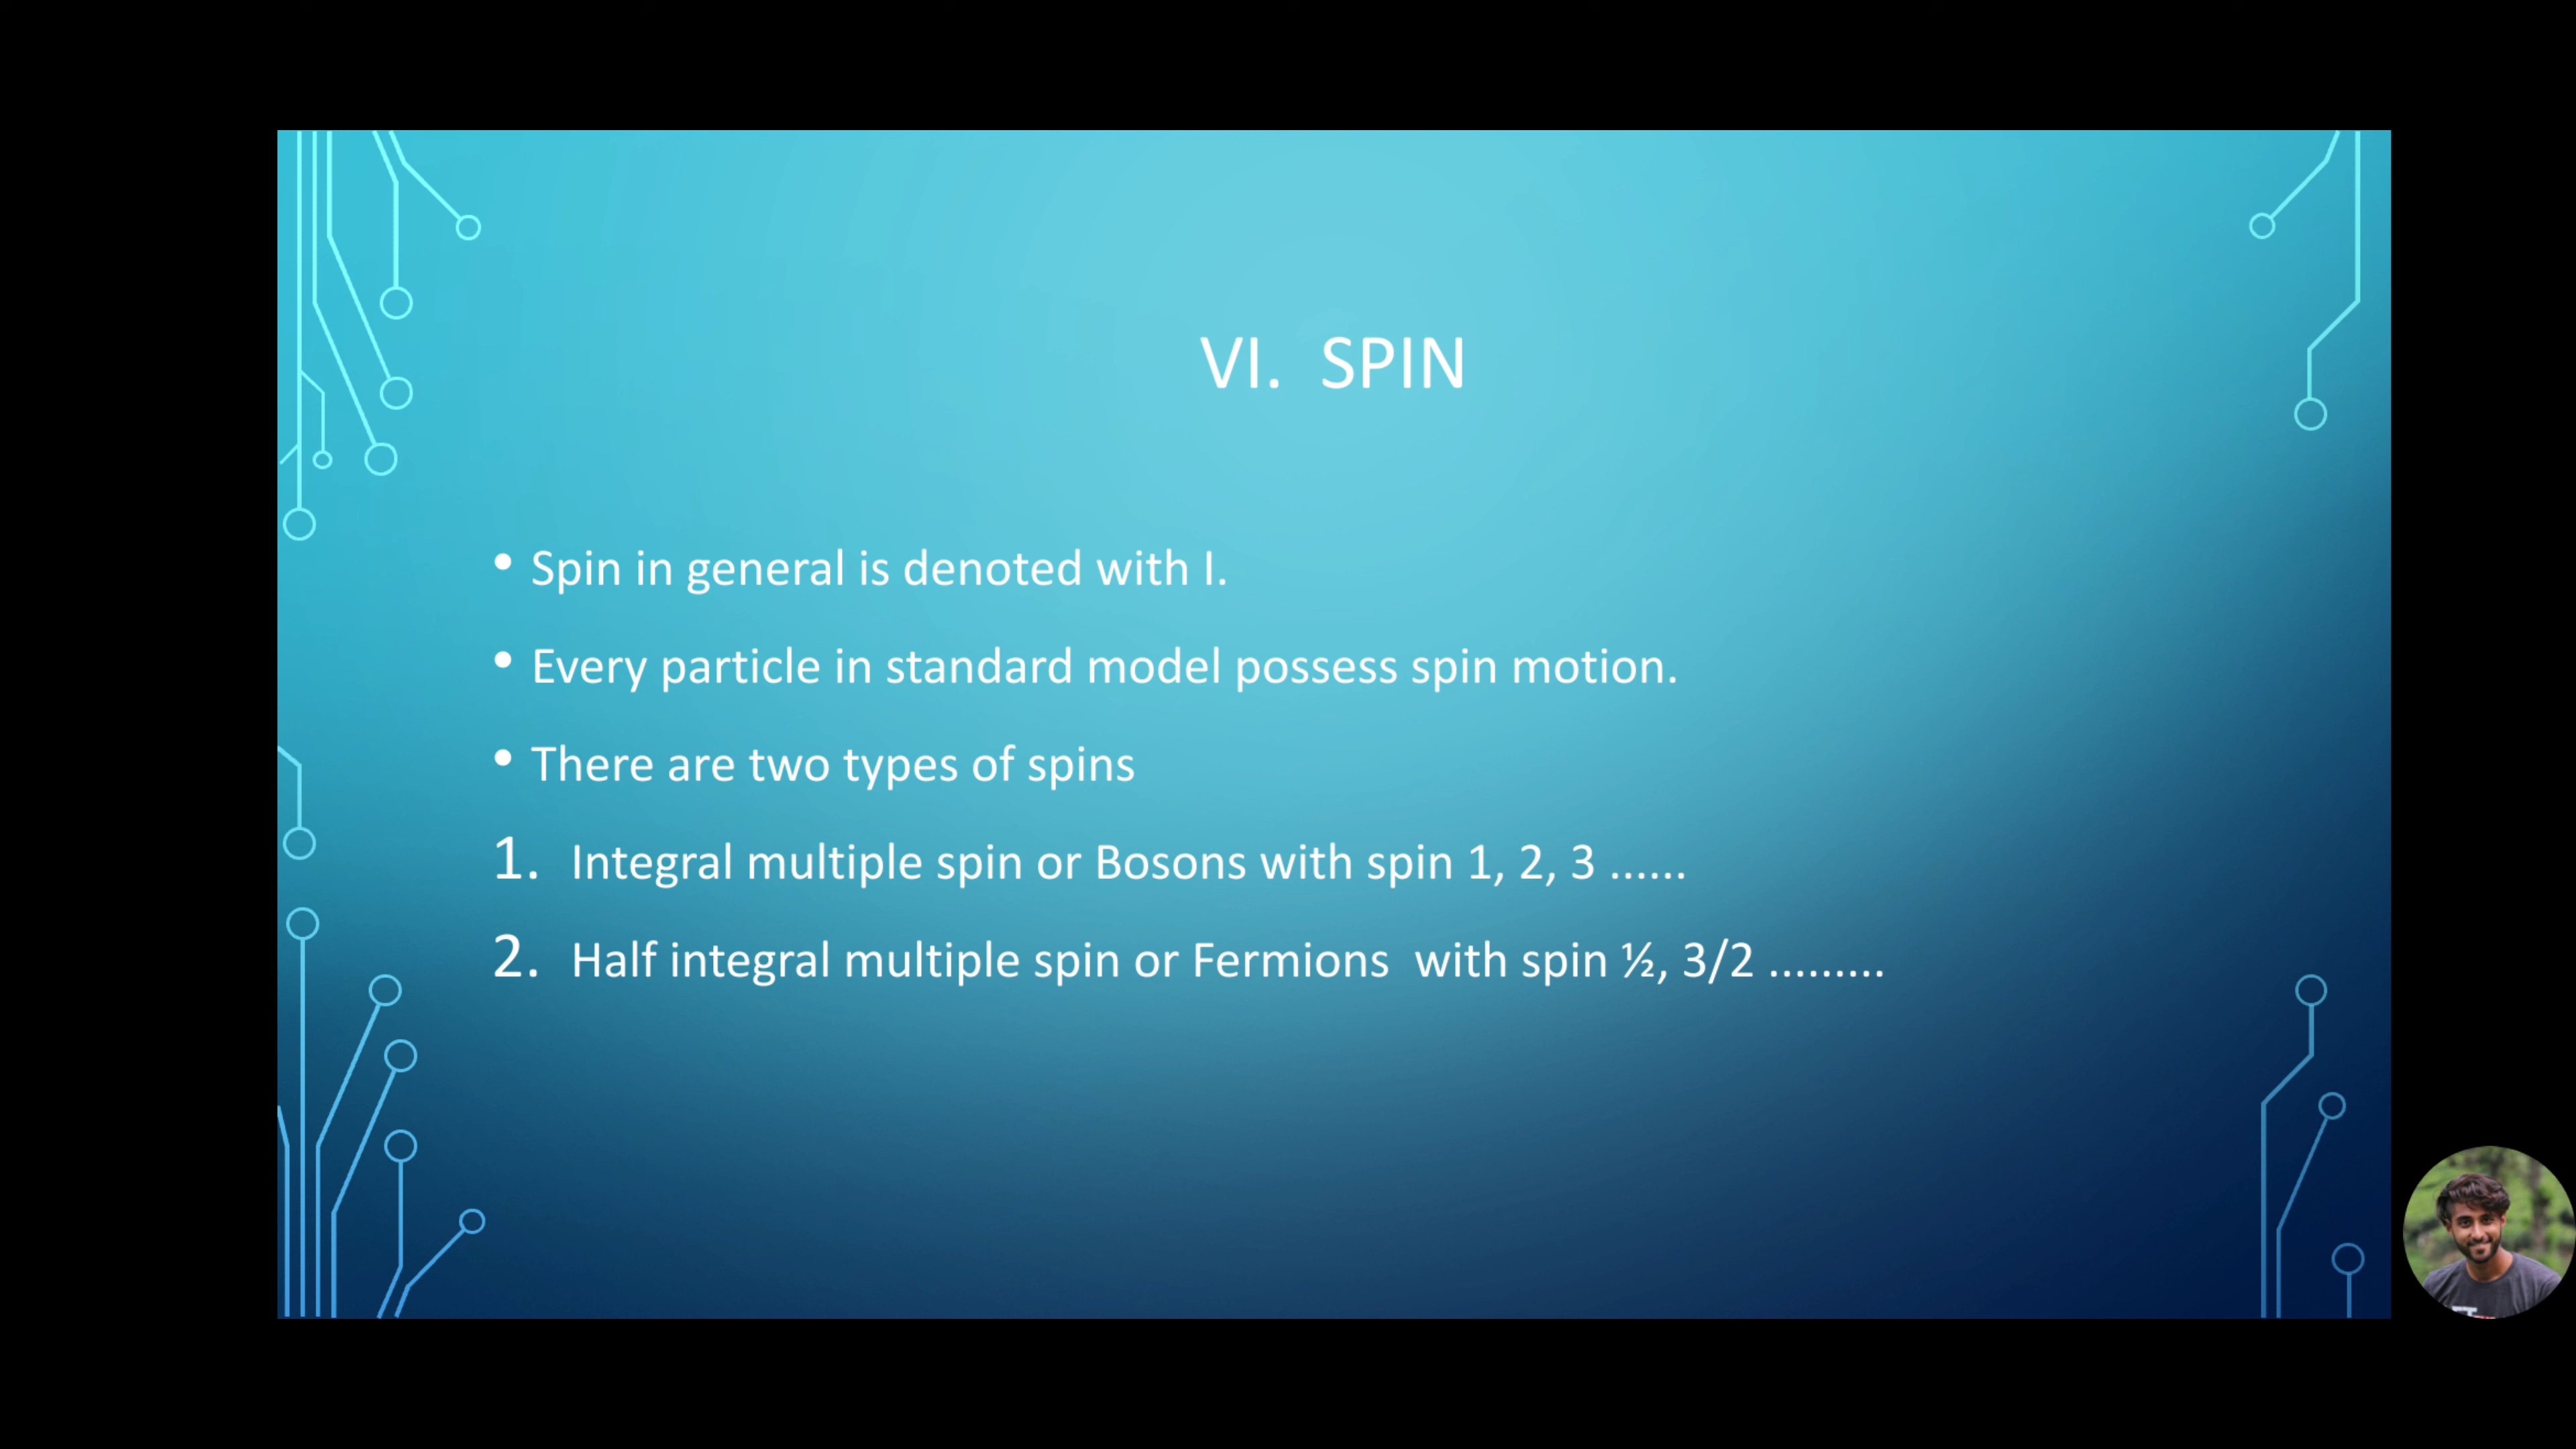 VI. SPIN
• Spin in general is denoted with I.
• Every particle in standard model possess spin motion.
• There are two types of spins
1. Integral multiple spin or Bosons with spin 1, 2, 3 ......
2. Half integral multiple spin or Fermions with spin ½, 3/2 .........